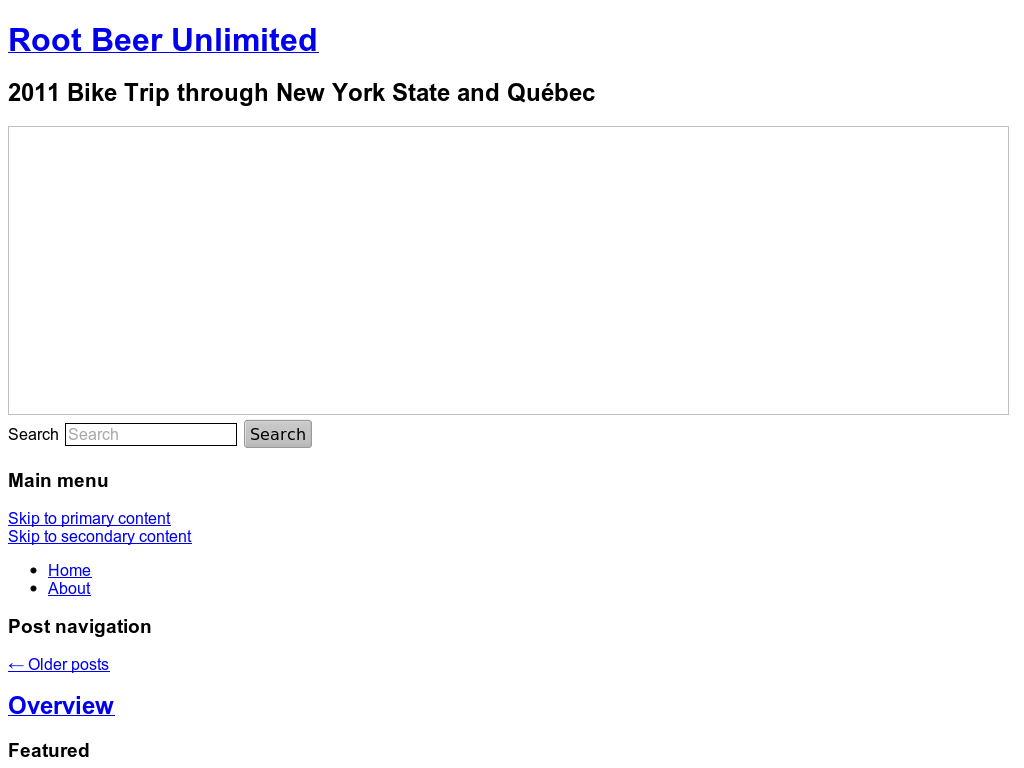 Root Beer Unlimited
2011 Bike Trip through New York State and Québec
Search Search Search
Main menu
Skip to primary content
Skip to secondary content
Home
About
Post navigation
← Older posts
Overview
Featured